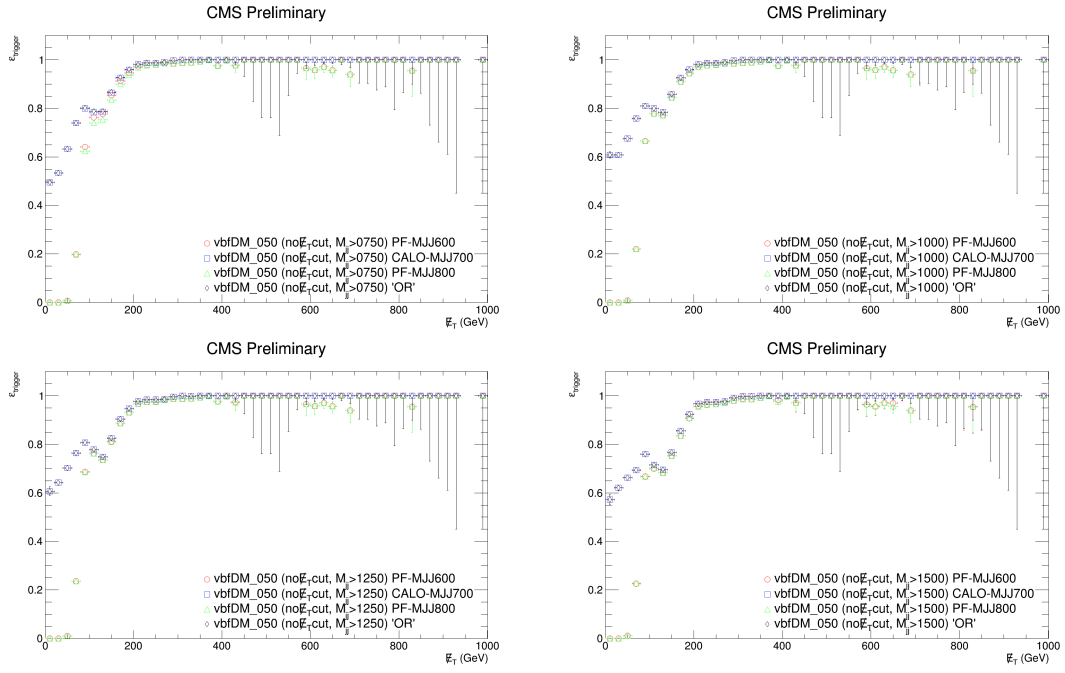 CMS Preliminary
ε_trigger
1
0.8
0.6
0.4
0.2
0
vbfDM_050 (noE̸_Tcut, M_jj>0750) PF-MJJ600
vbfDM_050 (noE̸_Tcut, M_jj>0750) CALO-MJJ700
vbfDM_050 (noE̸_Tcut, M_jj>0750) PF-MJJ800
vbfDM_050 (noE̸_Tcut, M_jj>0750) 'OR'
0 200 400 600 800 1000
E̸_T (GeV)
CMS Preliminary
ε_trigger
1
0.8
0.6
0.4
0.2
0
vbfDM_050 (noE̸_Tcut, M_jj>1000) PF-MJJ600
vbfDM_050 (noE̸_Tcut, M_jj>1000) CALO-MJJ700
vbfDM_050 (noE̸_Tcut, M_jj>1000) PF-MJJ800
vbfDM_050 (noE̸_Tcut, M_jj>1000) 'OR'
0 200 400 600 800 1000
E̸_T (GeV)
CMS Preliminary
ε_trigger
1
0.8
0.6
0.4
0.2
0
vbfDM_050 (noE̸_Tcut, M_jj>1250) PF-MJJ600
vbfDM_050 (noE̸_Tcut, M_jj>1250) CALO-MJJ700
vbfDM_050 (noE̸_Tcut, M_jj>1250) PF-MJJ800
vbfDM_050 (noE̸_Tcut, M_jj>1250) 'OR'
0 200 400 600 800 1000
E̸_T (GeV)
CMS Preliminary
ε_trigger
1
0.8
0.6
0.4
0.2
0
vbfDM_050 (noE̸_Tcut, M_jj>1500) PF-MJJ600
vbfDM_050 (noE̸_Tcut, M_jj>1500) CALO-MJJ700
vbfDM_050 (noE̸_Tcut, M_jj>1500) PF-MJJ800
vbfDM_050 (noE̸_Tcut, M_jj>1500) 'OR'
0 200 400 600 800 1000
E̸_T (GeV)